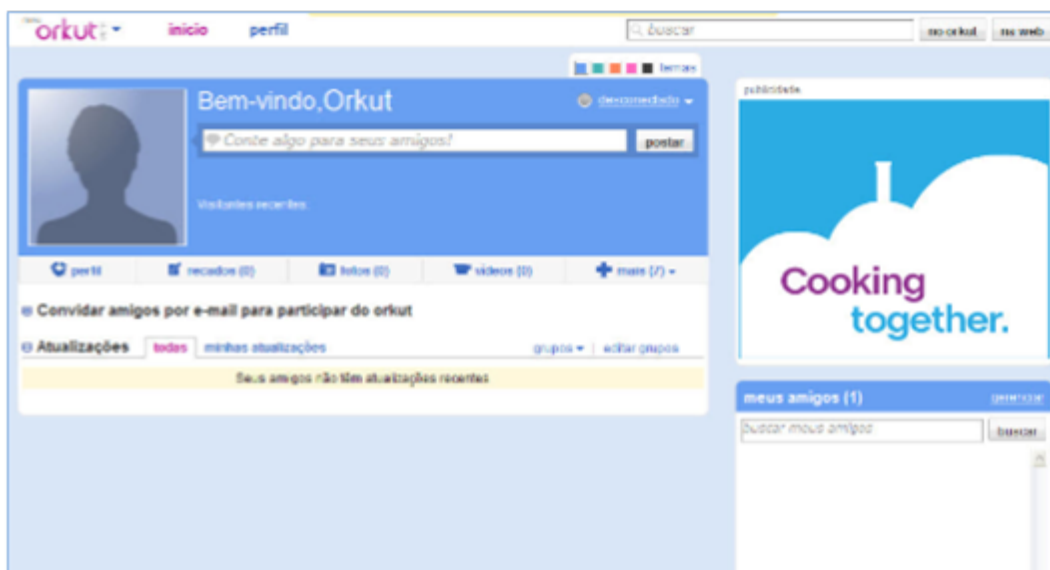 orkut
início
perfil
buscar
no orkut
na web
temas
Bem-vindo,Orkut
desconectado
Conte algo para seus amigos!
postar
Visitantes recentes:
perfil
recados (0)
fotos (0)
vídeos (0)
mais (7)
Convidar amigos por e-mail para participar do orkut
Atualizações
todas
minhas atualizações
grupos
editar grupos
Seus amigos não têm atualizações recentes
publicidade
Cooking
together.
meus amigos (1)
gerenciar
buscar meus amigos
buscar